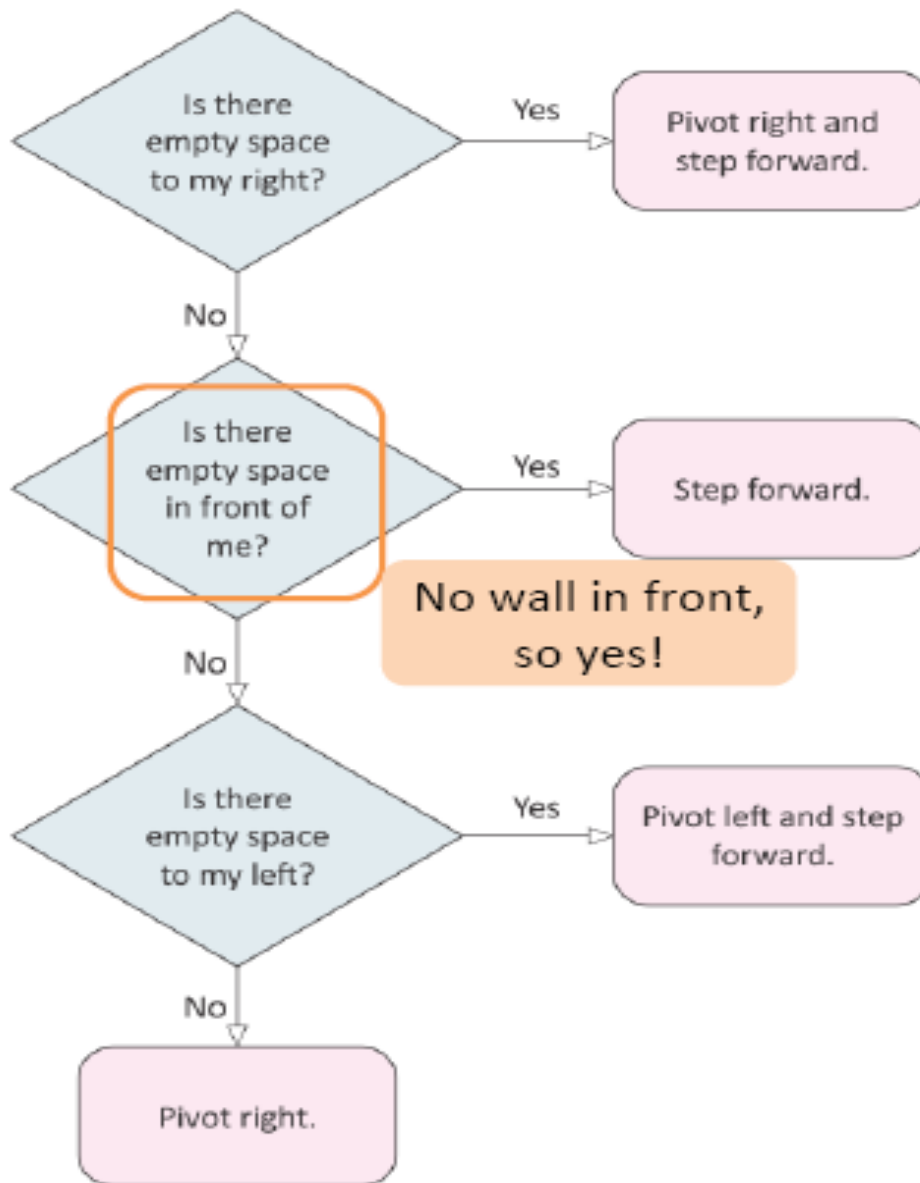 Is there
empty space
to my right?
Yes
Pivot right and
step forward.
No
Is there
empty space
in front of
me?
Yes
Step forward.
No wall in front,
so yes!
No
Is there
empty space
to my left?
Yes
Pivot left and step
forward.
No
Pivot right.